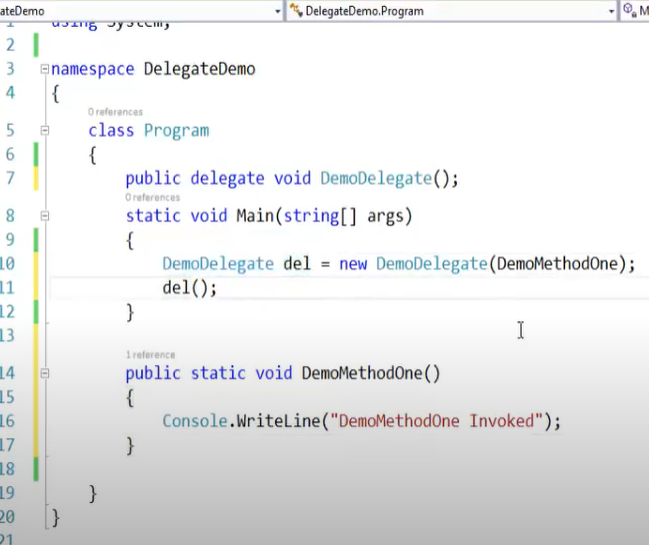 ateDemo DelegateDemo.Program M
1 using System;
2
3 namespace DelegateDemo
4 {
0 references
5 class Program
6 {
7 public delegate void DemoDelegate();
0 references
8 static void Main(string[] args)
9 {
10 DemoDelegate del = new DemoDelegate(DemoMethodOne);
11 del();
12 }
13
1 reference
14 public static void DemoMethodOne()
15 {
16 Console.WriteLine("DemoMethodOne Invoked");
17 }
18
19 }
20 }
21